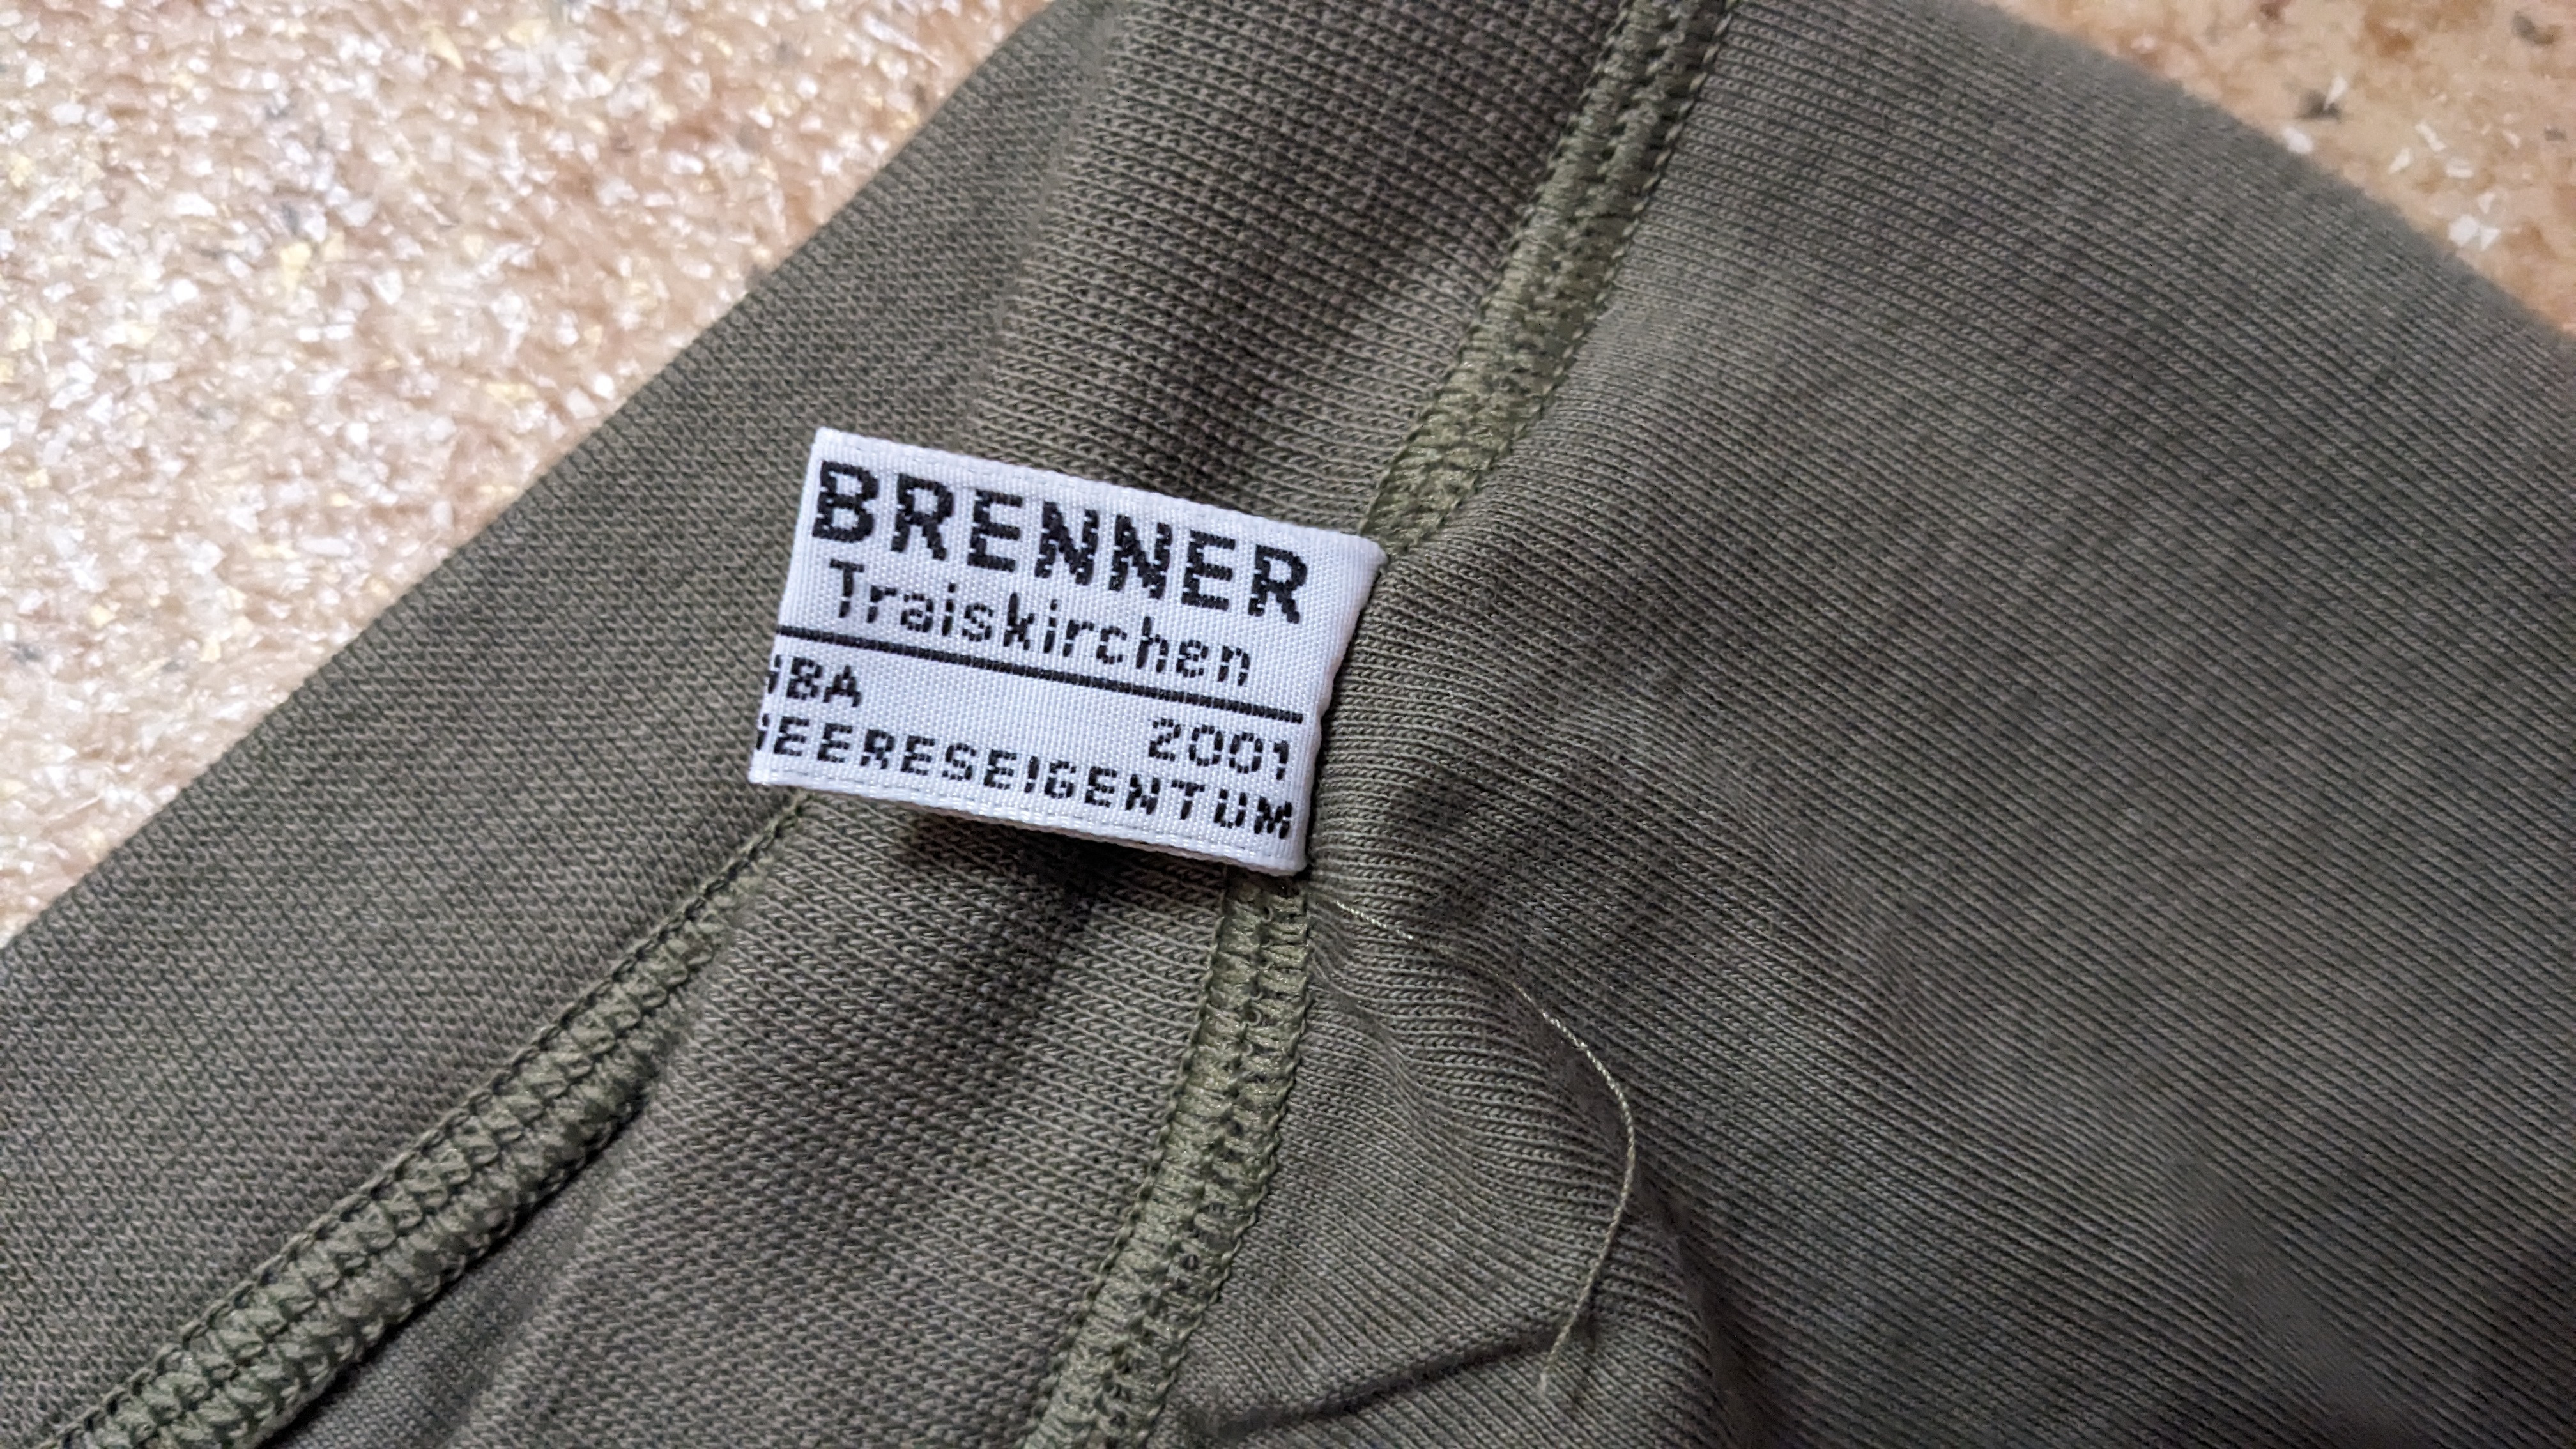 BRENNER
Traiskirchen
HBA
2001
HEERESEIGENTUM